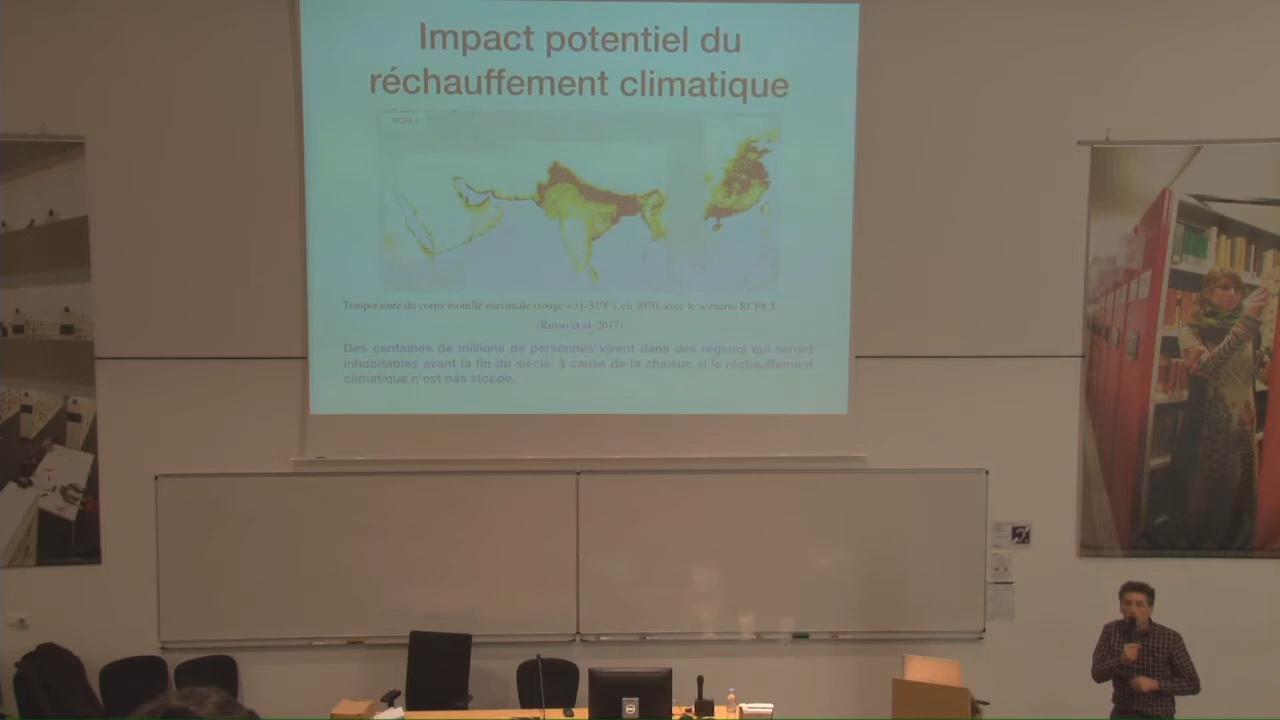 Impact potentiel du
réchauffement climatique
Température du corps mouillé maximale (rouge =31-32°C), en 2070, avec le scenario RCP8.5
(Russo et al. 2017)
Des centaines de millions de personnes vivent dans des régions qui seront
inhabitables avant la fin du siècle, à cause de la chaleur, si le réchauffement
climatique n'est pas stoppé.